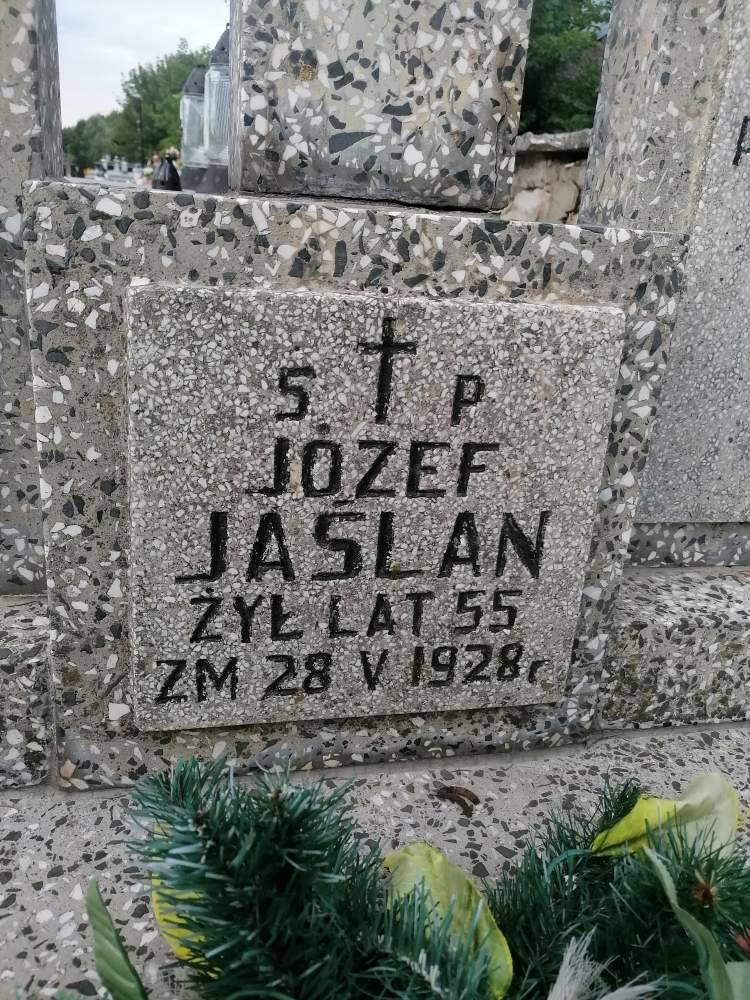 Ś. † P
JÓZEF
JAŚLAN
ŻYŁ LAT 55
ZM 28 V 1928r